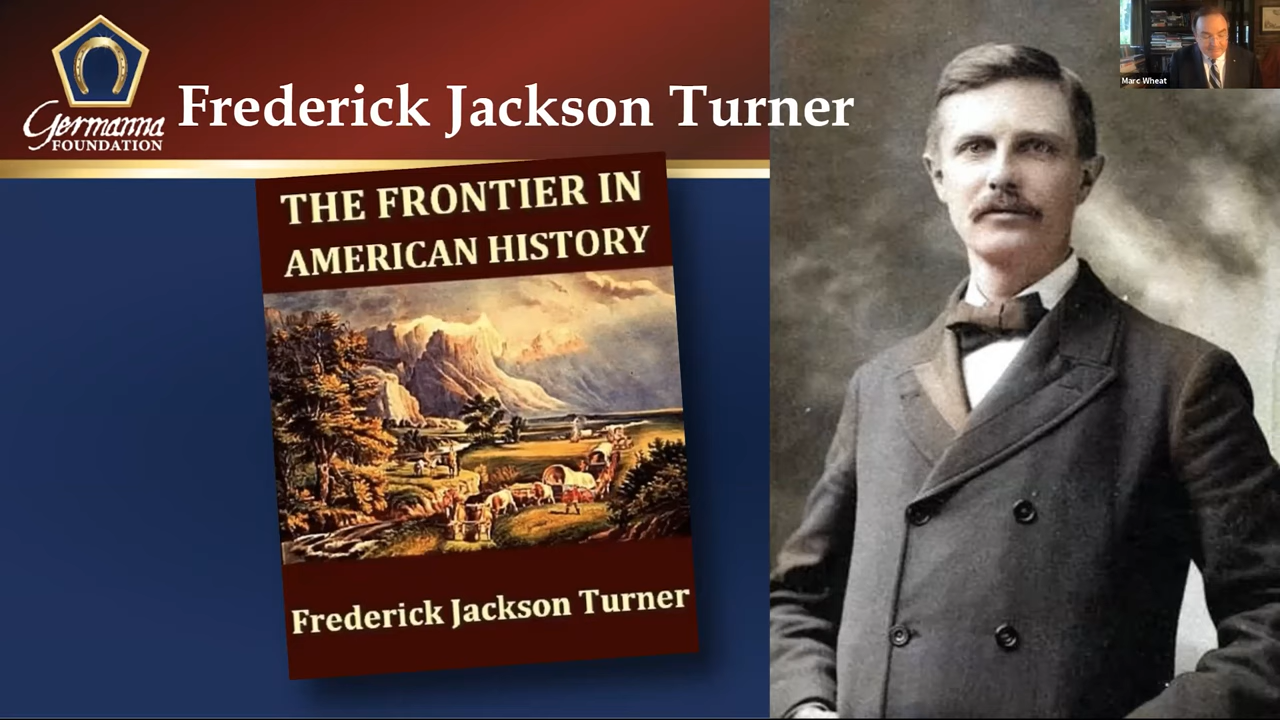 Germanna
FOUNDATION
Frederick Jackson Turner
Marc Wheat
THE FRONTIER IN
AMERICAN HISTORY
Frederick Jackson Turner